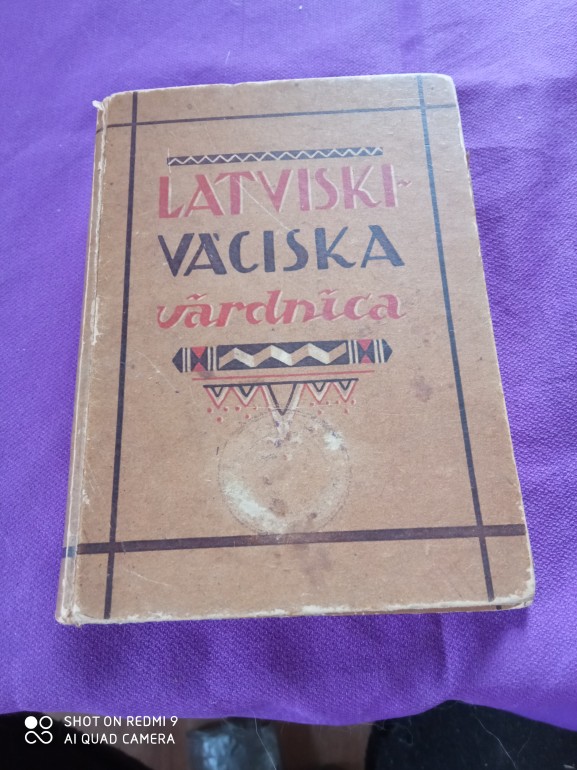 LATVISKI-
VĀCISKA
vārdnīca
SHOT ON REDMI 9
AI QUAD CAMERA